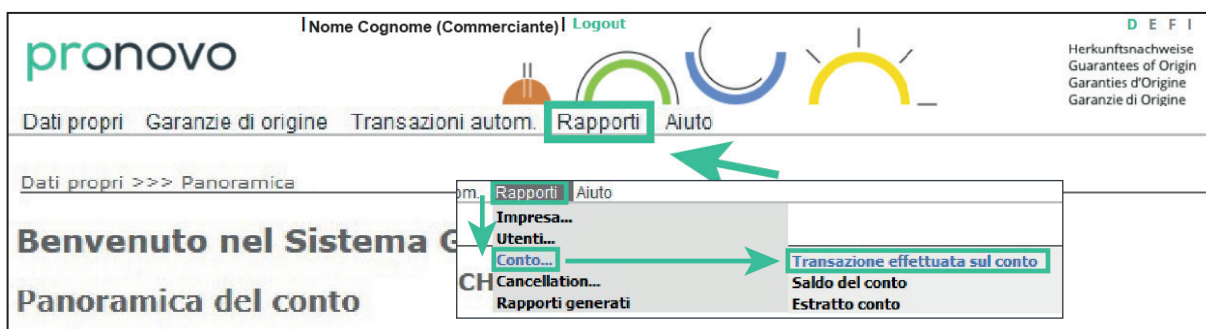 | Nome Cognome (Commerciante) | Logout
D E F I
pronovo
Herkunftsnachweise
Guarantees of Origin
Garanties d'Origine
Garanzie di Origine
Dati propri Garanzie di origine Transazioni autom. Rapporti Aiuto
Dati propri >>> Panoramica
om. Rapporti Aiuto
Impresa...
Utenti...
Benvenuto nel Sistema G
Conto... Transazione effettuata sul conto
CH Cancellation... Saldo del conto
Rapporti generati Estratto conto
Panoramica del conto